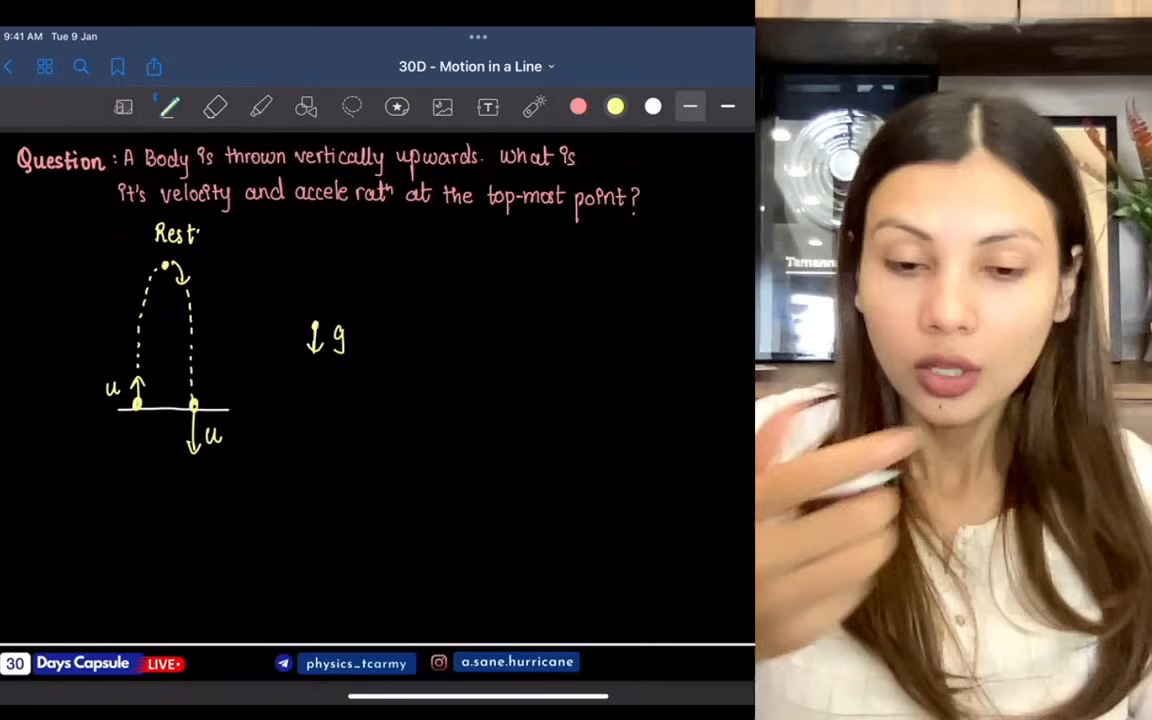 9:41 AM Tue 9 Jan
30D - Motion in a Line
T
Question: A Body is thrown vertically upwards. What is
it's velocity and acceleratn at the top-most point?
Rest
u
g
u
30 Days Capsule LIVE
physics_tcarmy
a.sane.hurricane